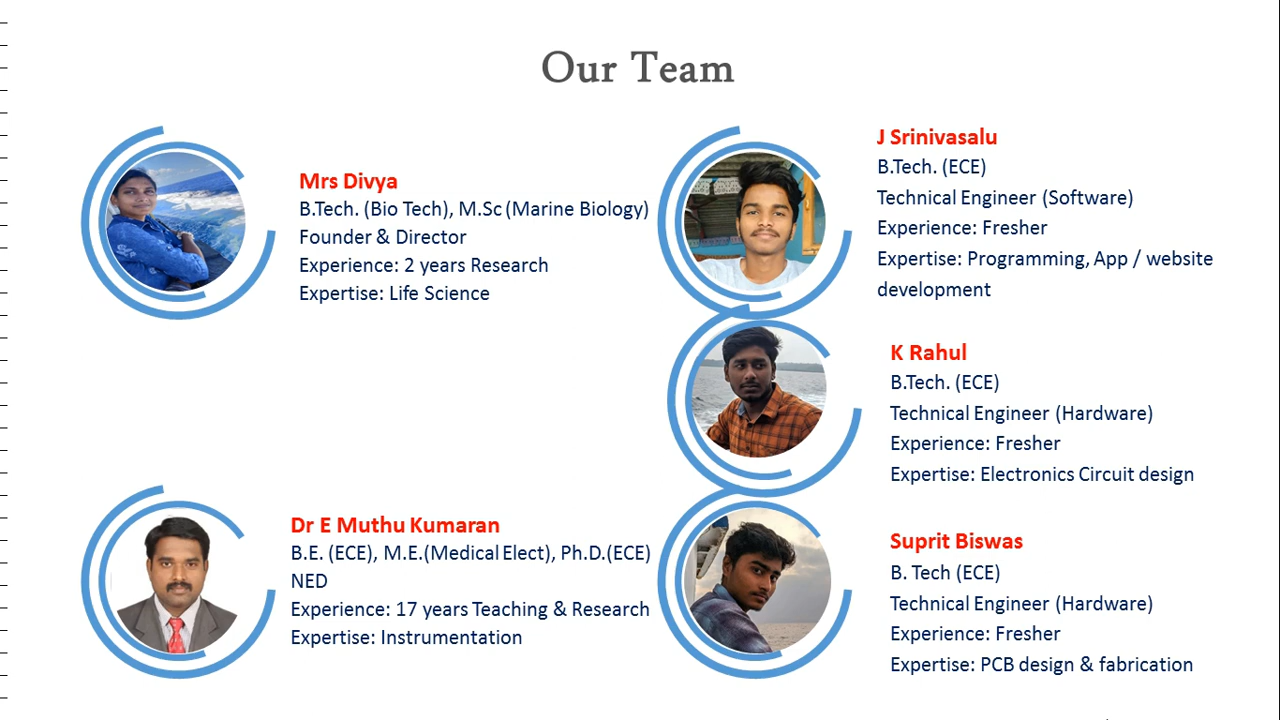 Our Team
Mrs Divya
B.Tech. (Bio Tech), M.Sc (Marine Biology)
Founder & Director
Experience: 2 years Research
Expertise: Life Science
Dr E Muthu Kumaran
B.E. (ECE), M.E.(Medical Elect), Ph.D.(ECE)
NED
Experience: 17 years Teaching & Research
Expertise: Instrumentation
J Srinivasalu
B.Tech. (ECE)
Technical Engineer (Software)
Experience: Fresher
Expertise: Programming, App / website
development
K Rahul
B.Tech. (ECE)
Technical Engineer (Hardware)
Experience: Fresher
Expertise: Electronics Circuit design
Suprit Biswas
B. Tech (ECE)
Technical Engineer (Hardware)
Experience: Fresher
Expertise: PCB design & fabrication